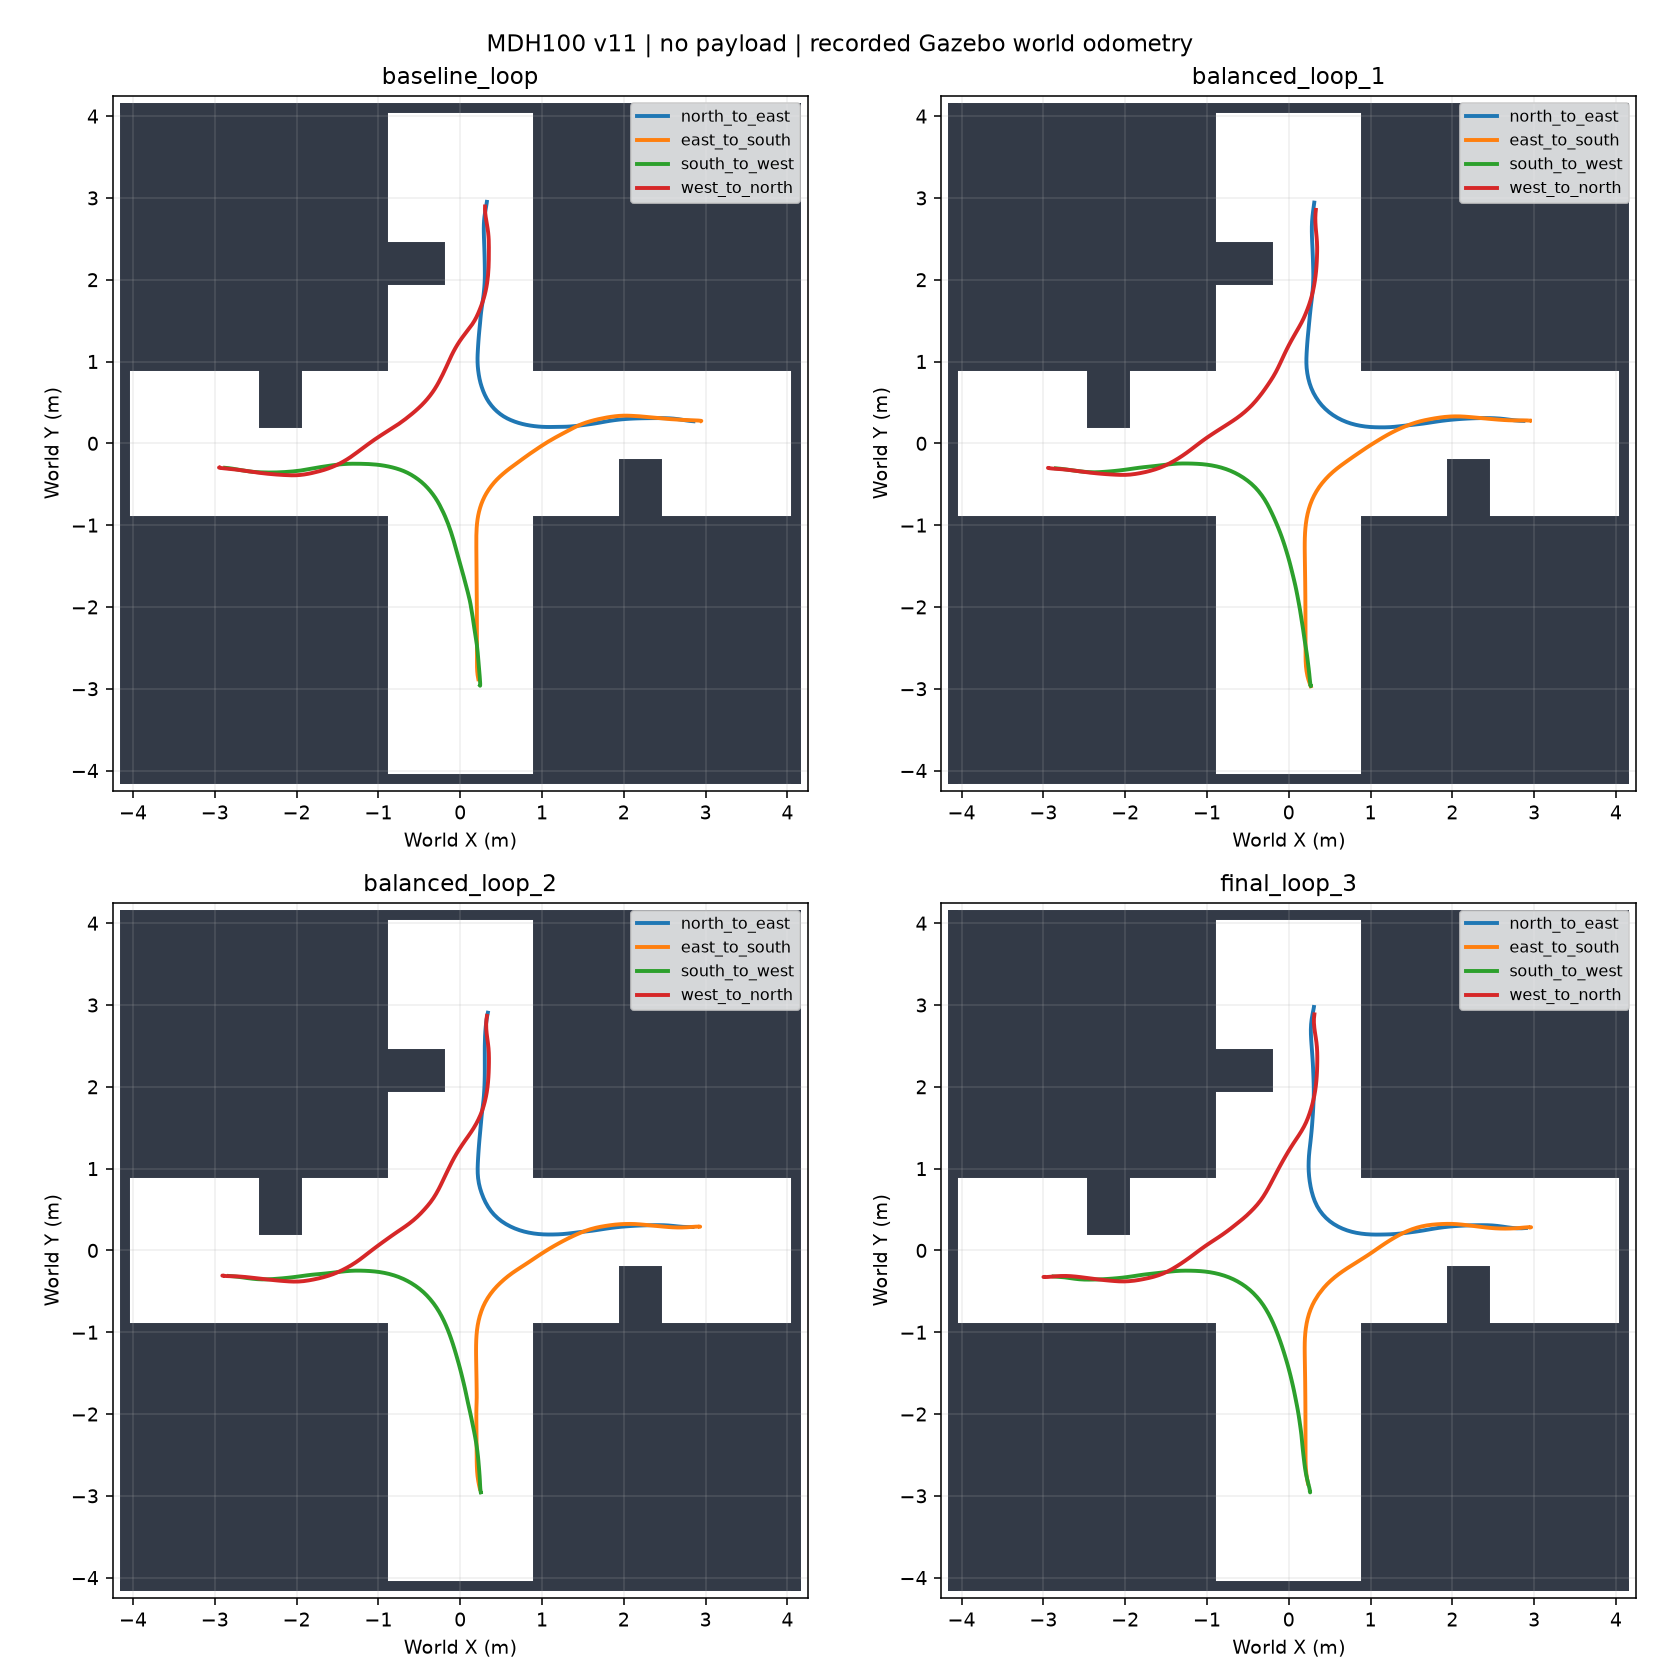 MDH100 v11 | no payload | recorded Gazebo world odometry
baseline_loop
north_to_east
east_to_south
south_to_west
west_to_north
4
3
2
1
0
−1
−2
−3
−4
World Y (m)
−4 −3 −2 −1 0 1 2 3 4
World X (m)
balanced_loop_1
north_to_east
east_to_south
south_to_west
west_to_north
4
3
2
1
0
−1
−2
−3
−4
World Y (m)
−4 −3 −2 −1 0 1 2 3 4
World X (m)
balanced_loop_2
north_to_east
east_to_south
south_to_west
west_to_north
4
3
2
1
0
−1
−2
−3
−4
World Y (m)
−4 −3 −2 −1 0 1 2 3 4
World X (m)
final_loop_3
north_to_east
east_to_south
south_to_west
west_to_north
4
3
2
1
0
−1
−2
−3
−4
World Y (m)
−4 −3 −2 −1 0 1 2 3 4
World X (m)